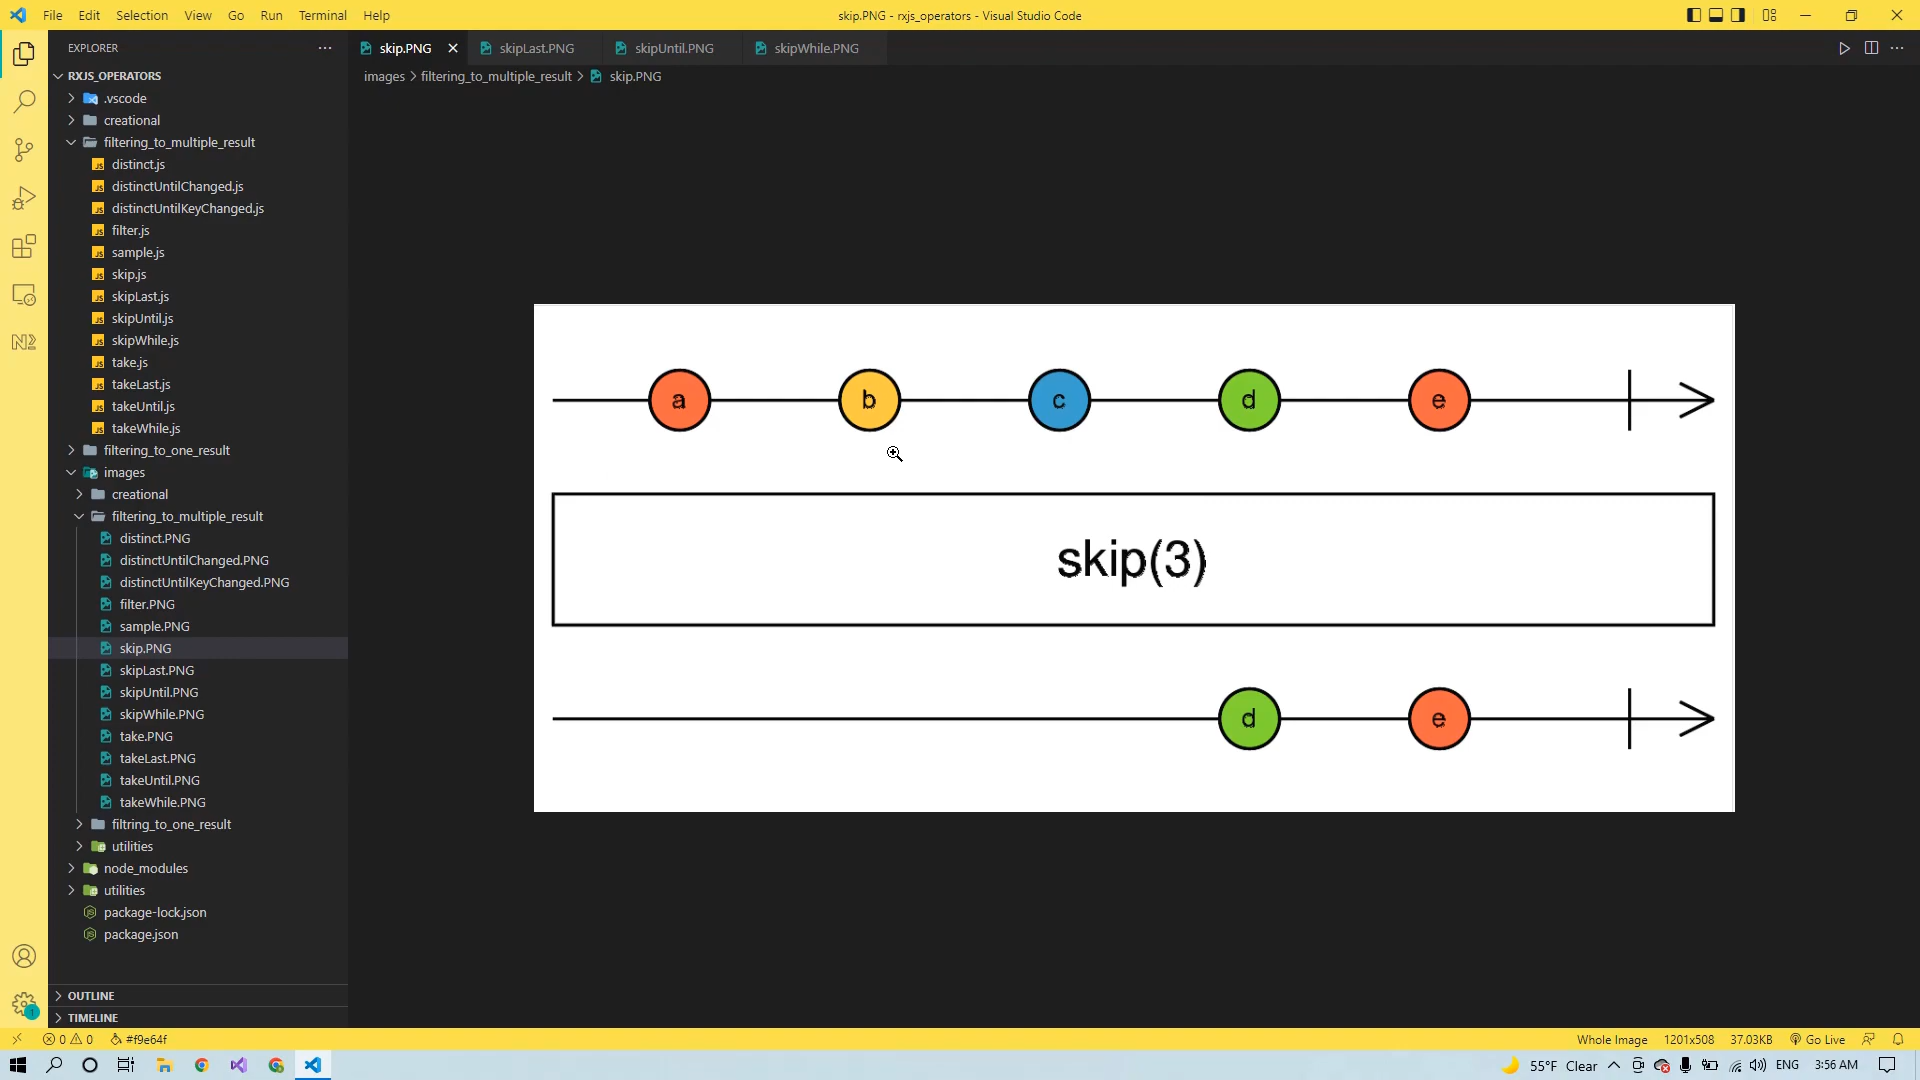 File Edit Selection View Go Run Terminal Help
skip.PNG - rxjs_operators - Visual Studio Code
EXPLORER
RXJS_OPERATORS
.vscode
creational
filtering_to_multiple_result
distinct.js
distinctUntilChanged.js
distinctUntilKeyChanged.js
filter.js
sample.js
skip.js
skipLast.js
skipUntil.js
skipWhile.js
take.js
takeLast.js
takeUntil.js
takeWhile.js
filtering_to_one_result
images
creational
filtering_to_multiple_result
distinct.PNG
distinctUntilChanged.PNG
distinctUntilKeyChanged.PNG
filter.PNG
sample.PNG
skip.PNG
skipLast.PNG
skipUntil.PNG
skipWhile.PNG
take.PNG
takeLast.PNG
takeUntil.PNG
takeWhile.PNG
filtring_to_one_result
utilities
node_modules
utilities
package-lock.json
package.json
OUTLINE
TIMELINE
skip.PNG skipLast.PNG skipUntil.PNG skipWhile.PNG
images > filtering_to_multiple_result > skip.PNG
a b c d e
skip(3)
d e
0 0 #f9e64f
Whole Image 1201x508 37.03KB Go Live
55°F Clear ENG 3:56 AM